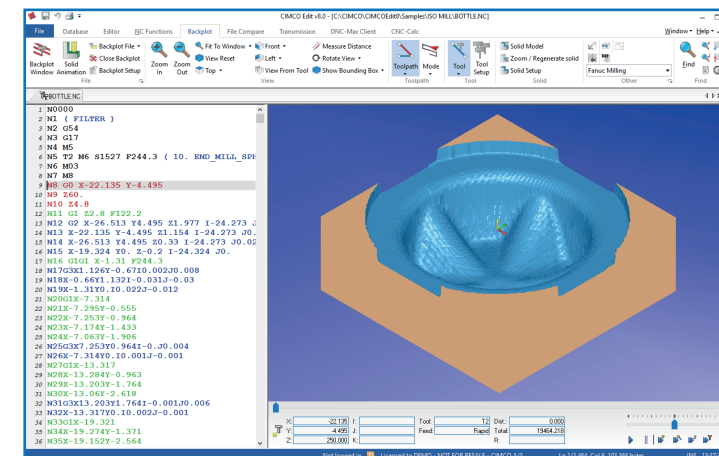 CIMCO Edit v8.0 - [C:\CIMCO\CIMCOEdit8\Samples\ISO MILL\BOTTLE.NC]
File Database Editor NC Functions Backplot File Compare Transmission DNC-Max Client CNC-Calc Window Help
Backplot Window
Solid Animation
Backplot File
Close Backplot
Backplot Setup
File
Zoom In
Zoom Out
Fit To Window
View Reset
Top
Front
Left
View From Tool
Measure Distance
Rotate View
Show Bounding Box
View
Toolpath
Mode
Toolpath
Tool
Tool Setup
Tool
Solid Model
Zoom / Regenerate solid
Solid Setup
Solid
Fanuc Milling
Other
Find
Find
BOTTLE.NC
1 N0000
2 N1 ( FILTER )
3 N2 G54
4 N3 G17
5 N4 M5
6 N5 T2 M6 S1527 F244.3 ( 10. END_MILL_SPH
7 N6 M03
8 N7 M8
9 N8 G0 X-22.135 Y-4.495
10 N9 Z60.
11 N10 Z4.8
12 N11 G1 Z2.8 F122.2
13 N12 G2 X-26.513 Y4.495 Z1.977 I-24.273 J
14 N13 X-22.135 Y-4.495 Z1.154 I-24.273 J0.
15 N14 X-26.513 Y4.495 Z0.33 I-24.273 J0.02
16 N15 X-19.324 Y0. Z-0.2 I-24.324 J0.
17 N16 G1G1 X-1.31 F244.3
18 N17G3X1.126Y-0.67I0.002J0.008
19 N18X-0.66Y1.132I-0.031J-0.03
20 N19X-1.31Y0.I0.022J-0.012
21 N20G1X-7.314
22 N21X-7.295Y-0.555
23 N22X-7.253Y-0.964
24 N23X-7.174Y-1.433
25 N24X-7.063Y-1.906
26 N25G3X7.253Y0.964I-0.J0.004
27 N26X-7.314Y0.I0.001J-0.001
28 N27G1X-13.317
29 N28X-13.284Y-0.963
30 N29X-13.203Y-1.764
31 N30X-13.06Y-2.618
32 N31G3X13.203Y1.764I-0.001J0.006
33 N32X-13.317Y0.I0.002J-0.001
34 N33G1X-19.321
35 N34X-19.274Y-1.371
36 N35X-19.152Y-2.564
X: -22.135 I: Tool: T2 Dist.: 0.000
Y: -4.495 J: Feed: Rapid Total: 19464.218
Z: 250.000 K: R:
Not logged in Licensed to DEMO - NOT FOR RESALE - CIMCO A/S